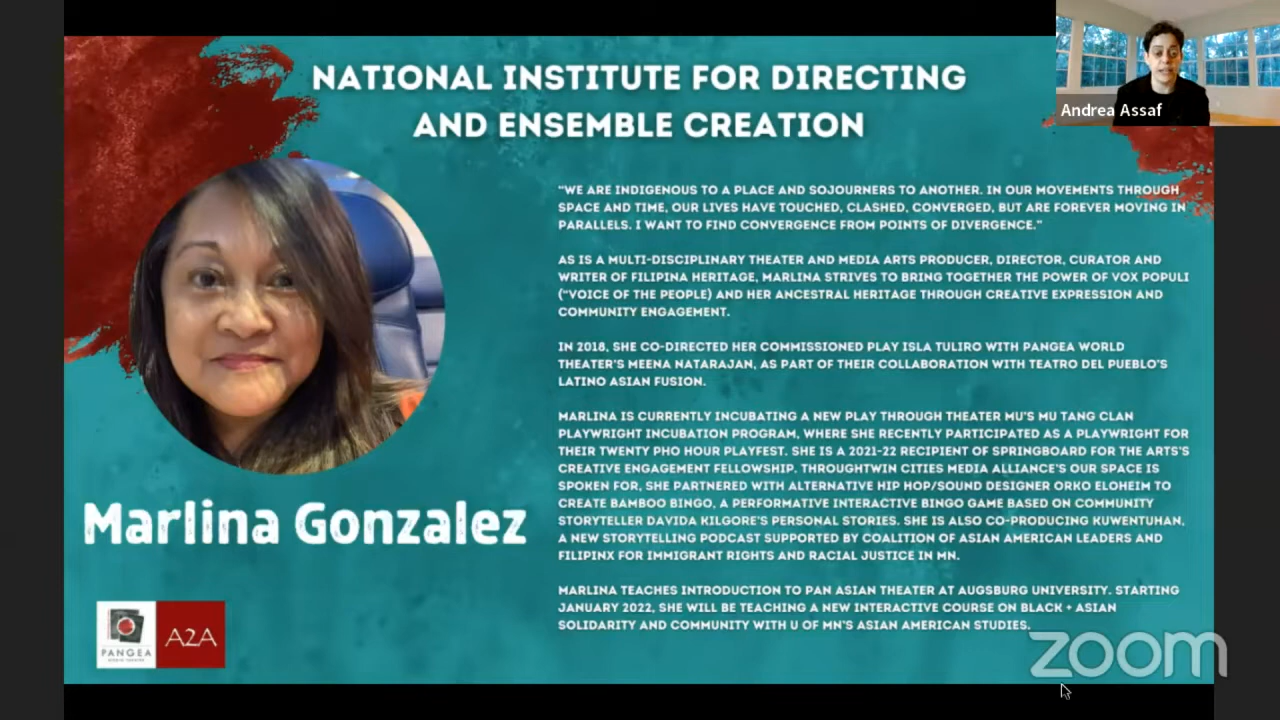 NATIONAL INSTITUTE FOR DIRECTING
AND ENSEMBLE CREATION
Andrea Assaf
"WE ARE INDIGENOUS TO A PLACE AND SOJOURNERS TO ANOTHER. IN OUR MOVEMENTS THROUGH
SPACE AND TIME, OUR LIVES HAVE TOUCHED, CLASHED, CONVERGED, BUT ARE FOREVER MOVING IN
PARALLELS. I WANT TO FIND CONVERGENCE FROM POINTS OF DIVERGENCE."
AS IS A MULTI-DISCIPLINARY THEATER AND MEDIA ARTS PRODUCER, DIRECTOR, CURATOR AND
WRITER OF FILIPINA HERITAGE, MARLINA STRIVES TO BRING TOGETHER THE POWER OF VOX POPULI
("VOICE OF THE PEOPLE) AND HER ANCESTRAL HERITAGE THROUGH CREATIVE EXPRESSION AND
COMMUNITY ENGAGEMENT.
IN 2018, SHE CO-DIRECTED HER COMMISSIONED PLAY ISLA TULIRO WITH PANGEA WORLD
THEATER'S MEENA NATARAJAN, AS PART OF THEIR COLLABORATION WITH TEATRO DEL PUEBLO'S
LATINO ASIAN FUSION.
MARLINA IS CURRENTLY INCUBATING A NEW PLAY THROUGH THEATER MU'S MU TANG CLAN
PLAYWRIGHT INCUBATION PROGRAM, WHERE SHE RECENTLY PARTICIPATED AS A PLAYWRIGHT FOR
THEIR TWENTY PHO HOUR PLAYFEST. SHE IS A 2021-22 RECIPIENT OF SPRINGBOARD FOR THE ARTS'S
CREATIVE ENGAGEMENT FELLOWSHIP. THROUGHTWIN CITIES MEDIA ALLIANCE'S OUR SPACE IS
SPOKEN FOR, SHE PARTNERED WITH ALTERNATIVE HIP HOP/SOUND DESIGNER ORKO ELOHEIM TO
CREATE BAMBOO BINGO, A PERFORMATIVE INTERACTIVE BINGO GAME BASED ON COMMUNITY
STORYTELLER DAVIDA KILGORE'S PERSONAL STORIES. SHE IS ALSO CO-PRODUCING KUWENTUHAN,
A NEW STORYTELLING PODCAST SUPPORTED BY COALITION OF ASIAN AMERICAN LEADERS AND
FILIPINX FOR IMMIGRANT RIGHTS AND RACIAL JUSTICE IN MN.
MARLINA TEACHES INTRODUCTION TO PAN ASIAN THEATER AT AUGSBURG UNIVERSITY. STARTING
JANUARY 2022, SHE WILL BE TEACHING A NEW INTERACTIVE COURSE ON BLACK + ASIAN
SOLIDARITY AND COMMUNITY WITH U OF MN'S ASIAN AMERICAN STUDIES.
Marlina Gonzalez
PANGEA
A2A
zoom